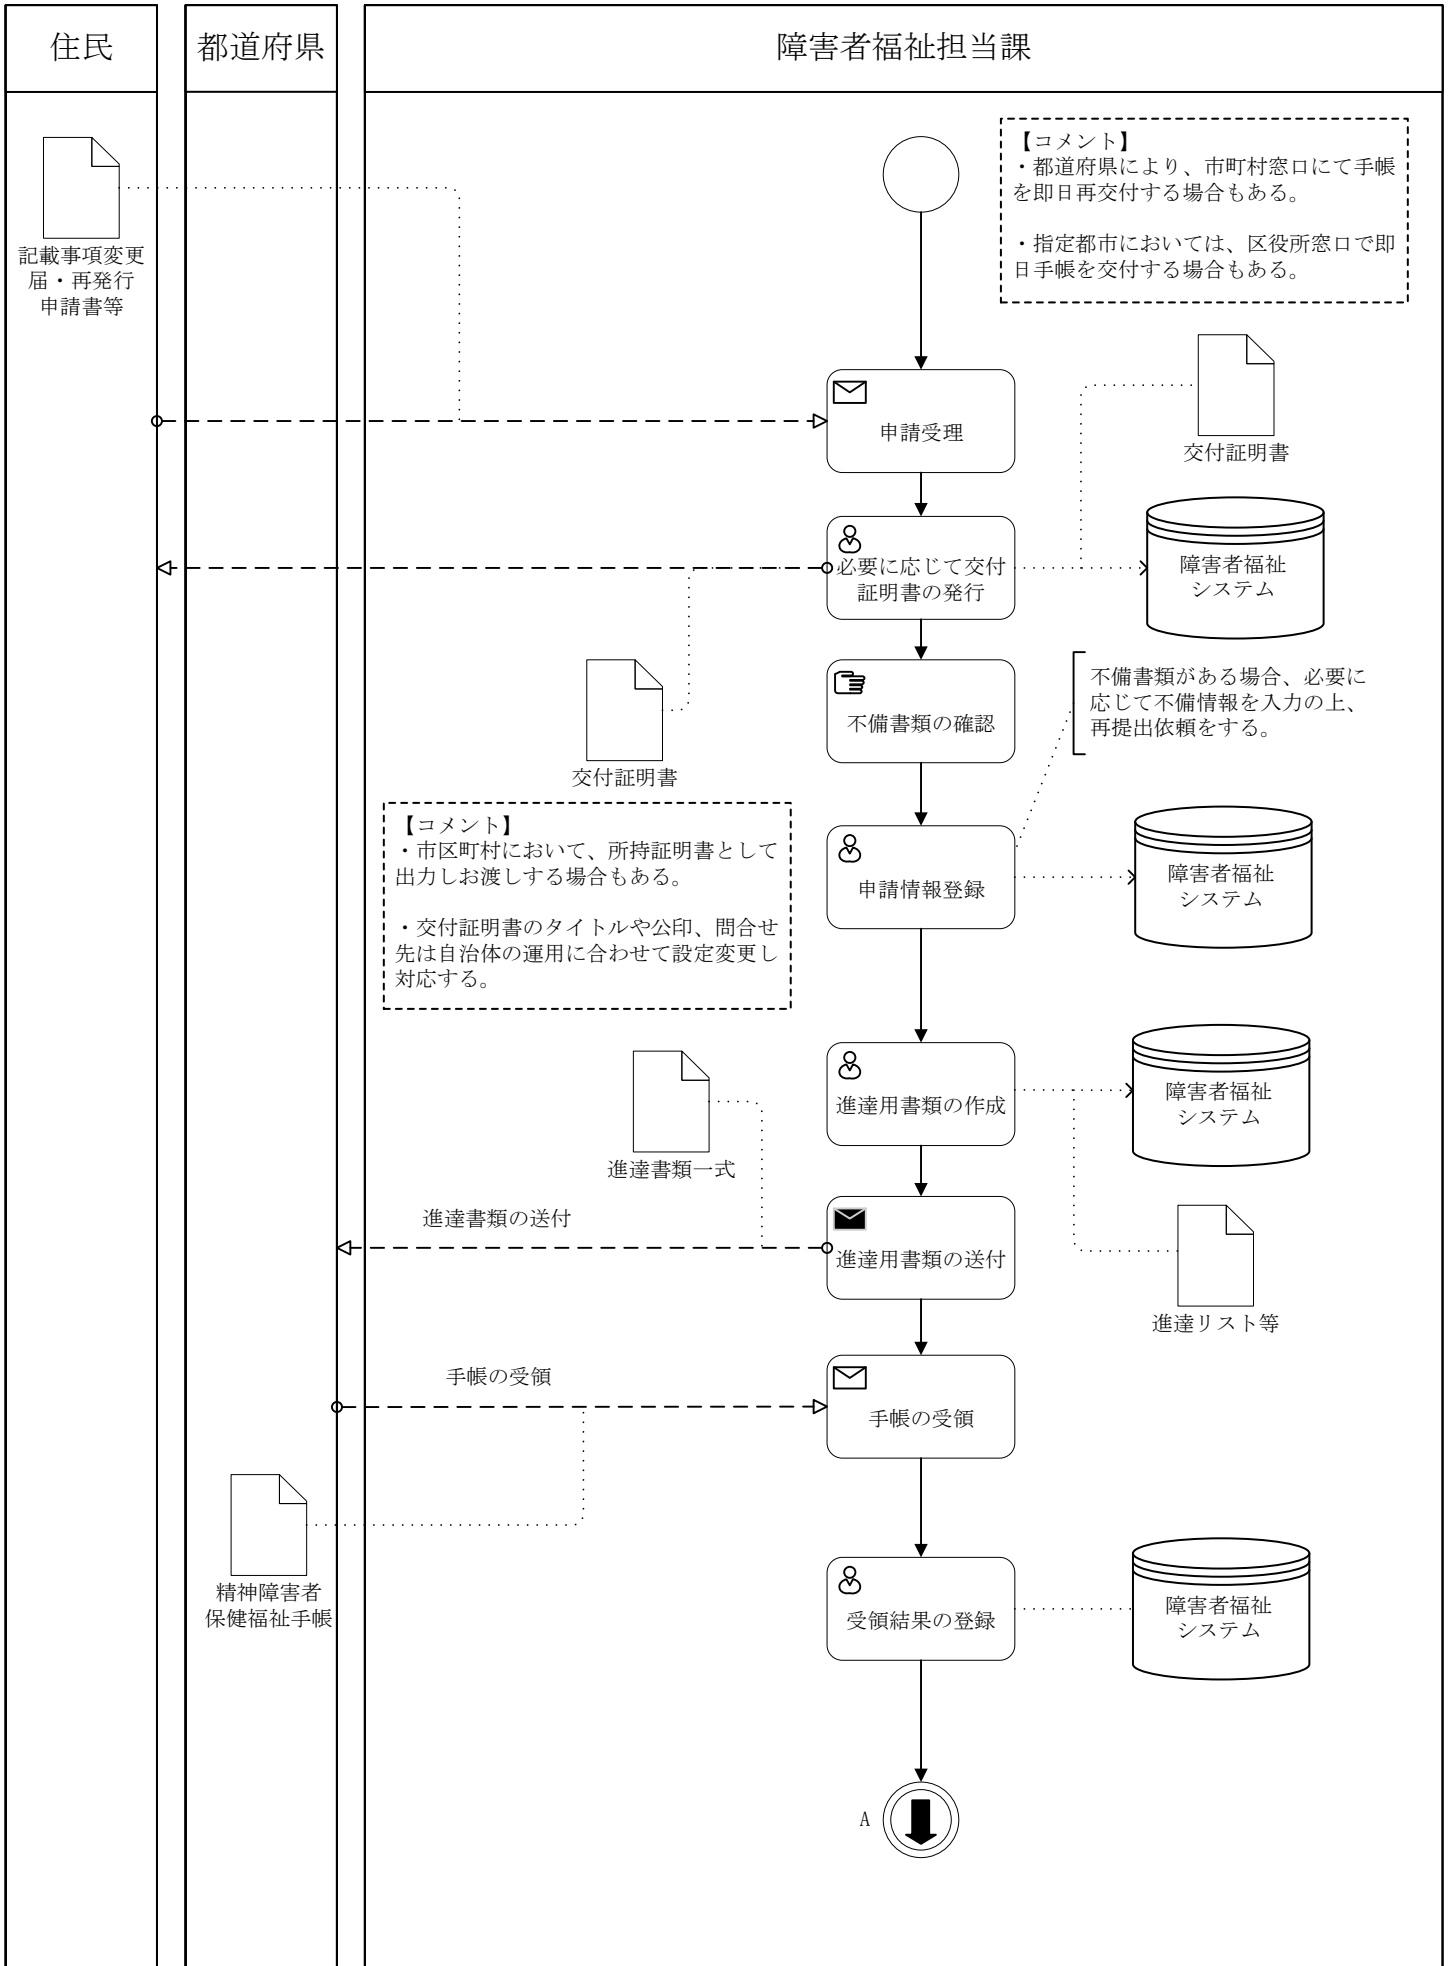 住民
都道府県
障害者福祉担当課
【コメント】
・都道府県により、市町村窓口にて手帳
を即日再交付する場合もある。
・指定都市においては、区役所窓口で即
日手帳を交付する場合もある。
記載事項変更
届・再発行
申請書等
申請受理
交付証明書
必要に応じて交付
証明書の発行
障害者福祉
システム
交付証明書
不備書類の確認
不備書類がある場合、必要に
応じて不備情報を入力の上、
再提出依頼をする。
【コメント】
・市区町村において、所持証明書として
出力しお渡しする場合もある。
・交付証明書のタイトルや公印、問合せ
先は自治体の運用に合わせて設定変更し
対応する。
申請情報登録
障害者福祉
システム
進達用書類の作成
障害者福祉
システム
進達書類一式
進達書類の送付
進達用書類の送付
進達リスト等
手帳の受領
手帳の受領
精神障害者
保健福祉手帳
受領結果の登録
障害者福祉
システム
A